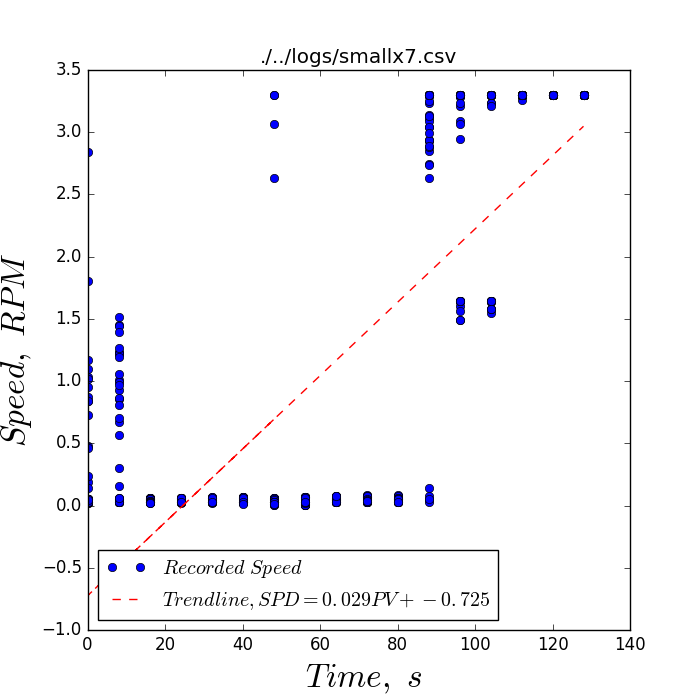 ./../logs/smallx7.csv
3.5
3.0
2.5
2.0
1.5
1.0
0.5
0.0
−0.5
−1.0
Speed, RPM
Recorded Speed
Trendline, SPD = 0.029PV + −0.725
0 20 40 60 80 100 120 140
Time, s